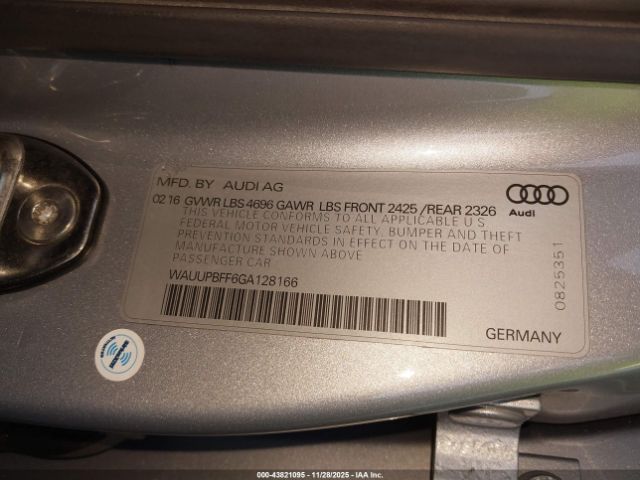 MFD. BY AUDI AG
02 16 GVWR LBS 4696 GAWR LBS FRONT 2425 / REAR 2326
THIS VEHICLE CONFORMS TO ALL APPLICABLE U S
FEDERAL MOTOR VEHICLE SAFETY, BUMPER AND THEFT
PREVENTION STANDARDS IN EFFECT ON THE DATE OF
MANUFACTURE SHOWN ABOVE
PASSENGER CAR
WAUUPBFF6GA128166
Audi
0825351
GERMANY
00-43821095 - 11/28/2025 - © IAA, Inc.